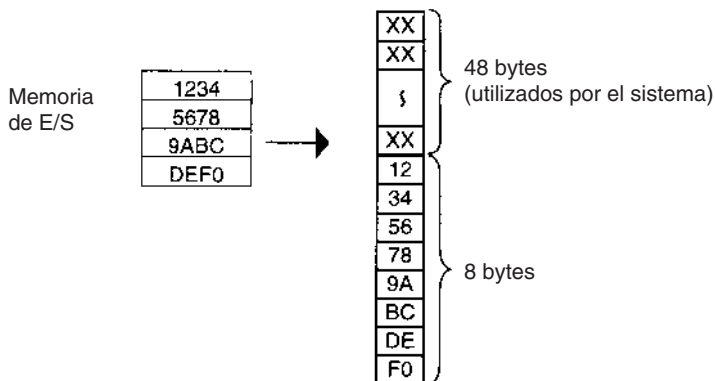 Memoria
de E/S
1234
5678
9ABC
DEF0
XX
XX
XX
12
34
56
78
9A
BC
DE
F0
48 bytes
(utilizados por el sistema)
8 bytes